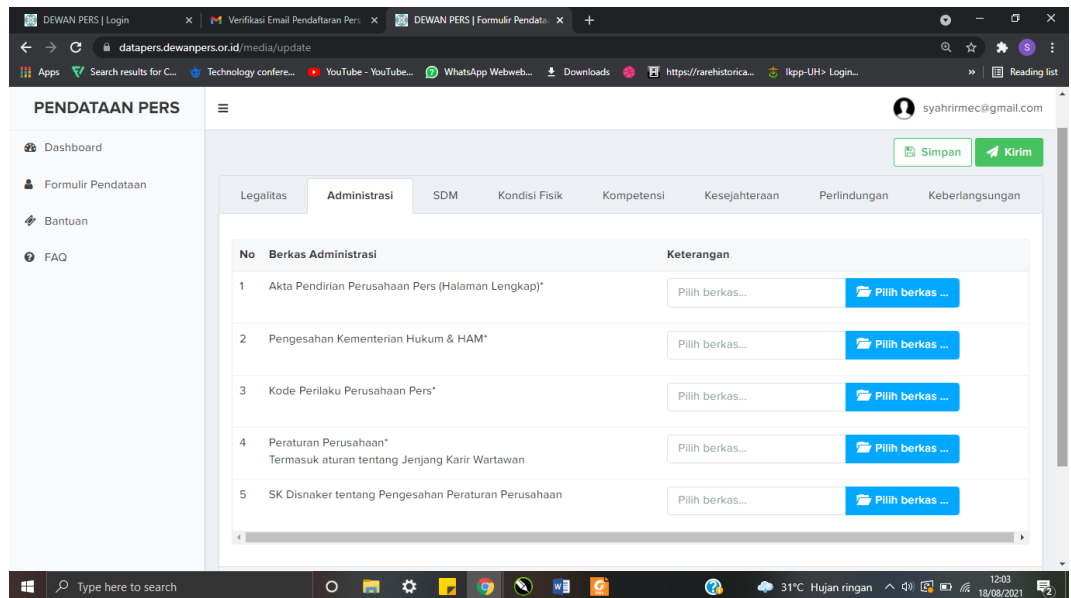 DEWAN PERS | Login
Verifikasi Email Pendaftaran Pers
DEWAN PERS | Formulir Pendata
datapers.dewanpers.or.id/media/update
S
Apps
Search results for C...
Technology confere...
YouTube - YouTube...
WhatsApp Webweb...
Downloads
https://rarehistorica...
lkpp-UH> Login...
»
Reading list
PENDATAAN PERS
syahrirmec@gmail.com
Dashboard
Formulir Pendataan
Bantuan
FAQ
Simpan
Kirim
Legalitas Administrasi SDM Kondisi Fisik Kompetensi Kesejahteraan Perlindungan Keberlangsungan
No Berkas Administrasi Keterangan
1 Akta Pendirian Perusahaan Pers (Halaman Lengkap)* Pilih berkas... Pilih berkas ...
2 Pengesahan Kementerian Hukum & HAM* Pilih berkas... Pilih berkas ...
3 Kode Perilaku Perusahaan Pers* Pilih berkas... Pilih berkas ...
4 Peraturan Perusahaan* Pilih berkas... Pilih berkas ...
Termasuk aturan tentang Jenjang Karir Wartawan
5 SK Disnaker tentang Pengesahan Peraturan Perusahaan Pilih berkas... Pilih berkas ...
Type here to search
31°C Hujan ringan
12:03
18/08/2021
2